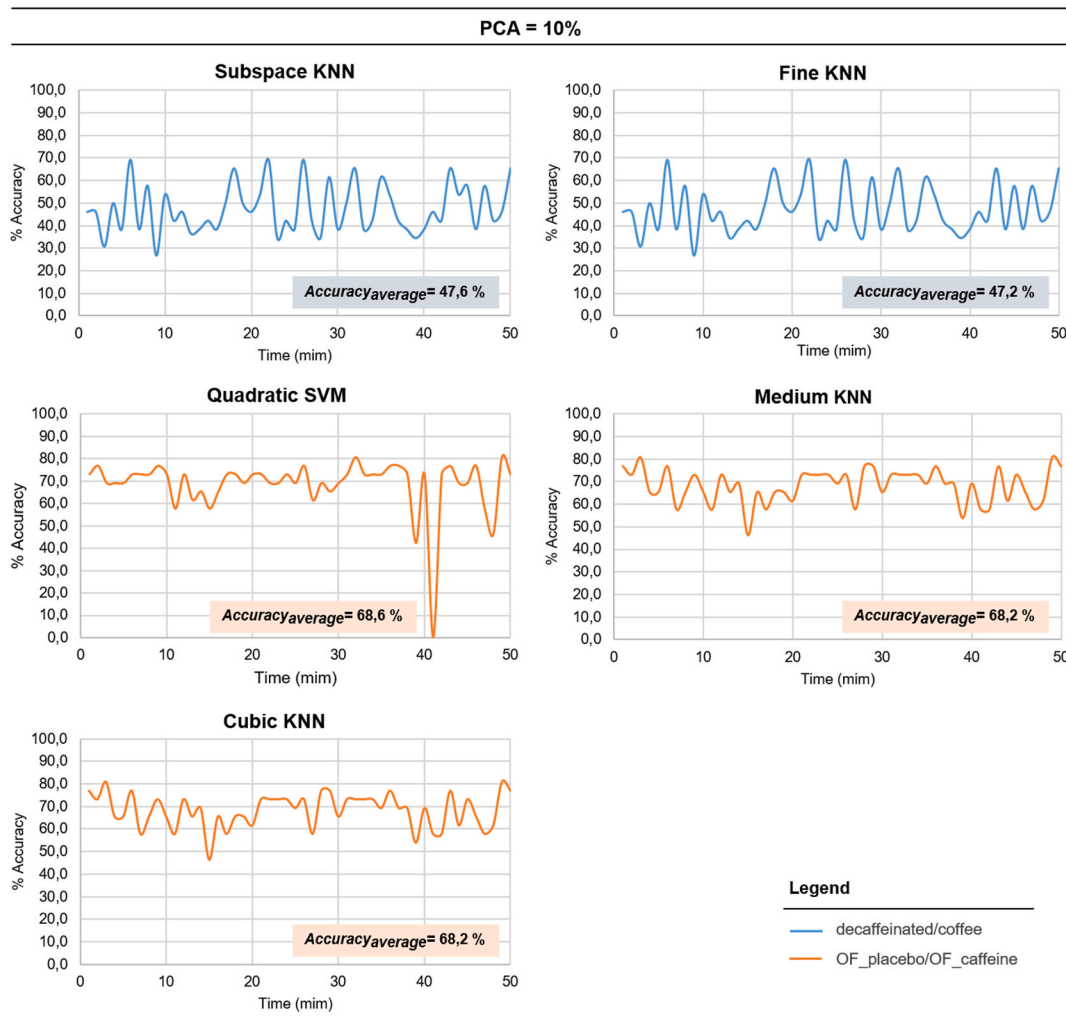 PCA = 10%
Subspace KNN
100,0
90,0
80,0
70,0
60,0
50,0
40,0
30,0
20,0
10,0
0,0
% Accuracy
Accuracyaverage= 47,6 %
0 10 20 30 40 50
Time (mim)
Fine KNN
100,0
90,0
80,0
70,0
60,0
50,0
40,0
30,0
20,0
10,0
0,0
% Accuracy
Accuracyaverage= 47,2 %
0 10 20 30 40 50
Time (mim)
Quadratic SVM
100,0
90,0
80,0
70,0
60,0
50,0
40,0
30,0
20,0
10,0
0,0
% Accuracy
Accuracyaverage= 68,6 %
0 10 20 30 40 50
Time (mim)
Medium KNN
100,0
90,0
80,0
70,0
60,0
50,0
40,0
30,0
20,0
10,0
0,0
% Accuracy
Accuracyaverage= 68,2 %
0 10 20 30 40 50
Time (mim)
Cubic KNN
100,0
90,0
80,0
70,0
60,0
50,0
40,0
30,0
20,0
10,0
0,0
% Accuracy
Accuracyaverage= 68,2 %
0 10 20 30 40 50
Time (mim)
Legend
decaffeinated/coffee
OF_placebo/OF_caffeine